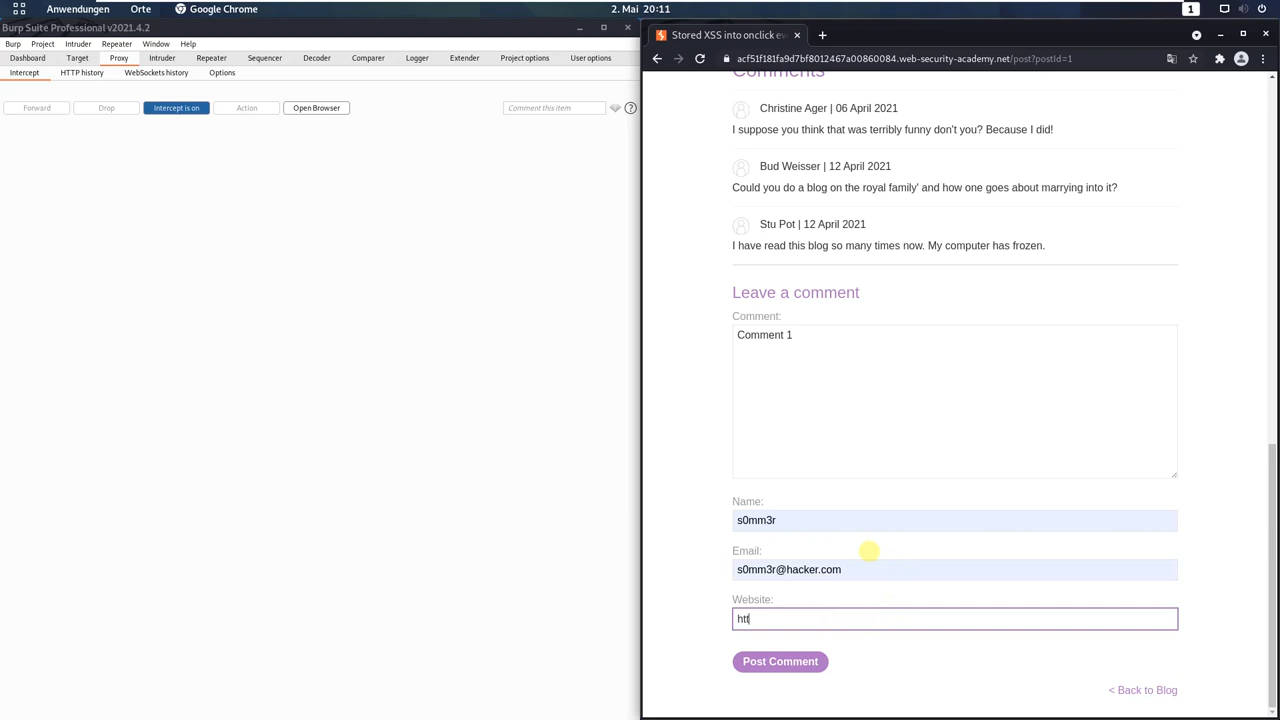 Anwendungen Orte Google Chrome 2. Mai 20:11 1
Burp Suite Professional v2021.4.2
Burp Project Intruder Repeater Window Help
Dashboard Target Proxy Intruder Repeater Sequencer Decoder Comparer Logger Extender Project options User options
Intercept HTTP history WebSockets history Options
Forward Drop Intercept is on Action Open Browser Comment this item ?
Stored XSS into onclick ev
acf51f181fa9d7bf8012467a00860084.web-security-academy.net/post?postId=1
Comments
Christine Ager | 06 April 2021
I suppose you think that was terribly funny don't you? Because I did!
Bud Weisser | 12 April 2021
Could you do a blog on the royal family' and how one goes about marrying into it?
Stu Pot | 12 April 2021
I have read this blog so many times now. My computer has frozen.
Leave a comment
Comment:
Comment 1
Name:
s0mm3r
Email:
s0mm3r@hacker.com
Website:
htt
Post Comment
< Back to Blog